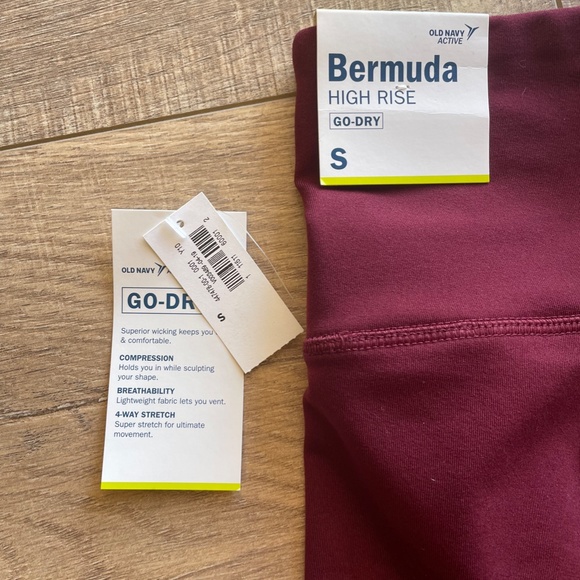 OLD NAVY
ACTIVE
Bermuda
HIGH RISE
GO-DRY
S
OLD NAVY
GO-DR
Superior wicking keeps you
& comfortable.
COMPRESSION
Holds you in while sculpting
your shape.
BREATHABILITY
Lightweight fabric lets you vent.
4-WAY STRETCH
Super stretch for ultimate
movement.
S